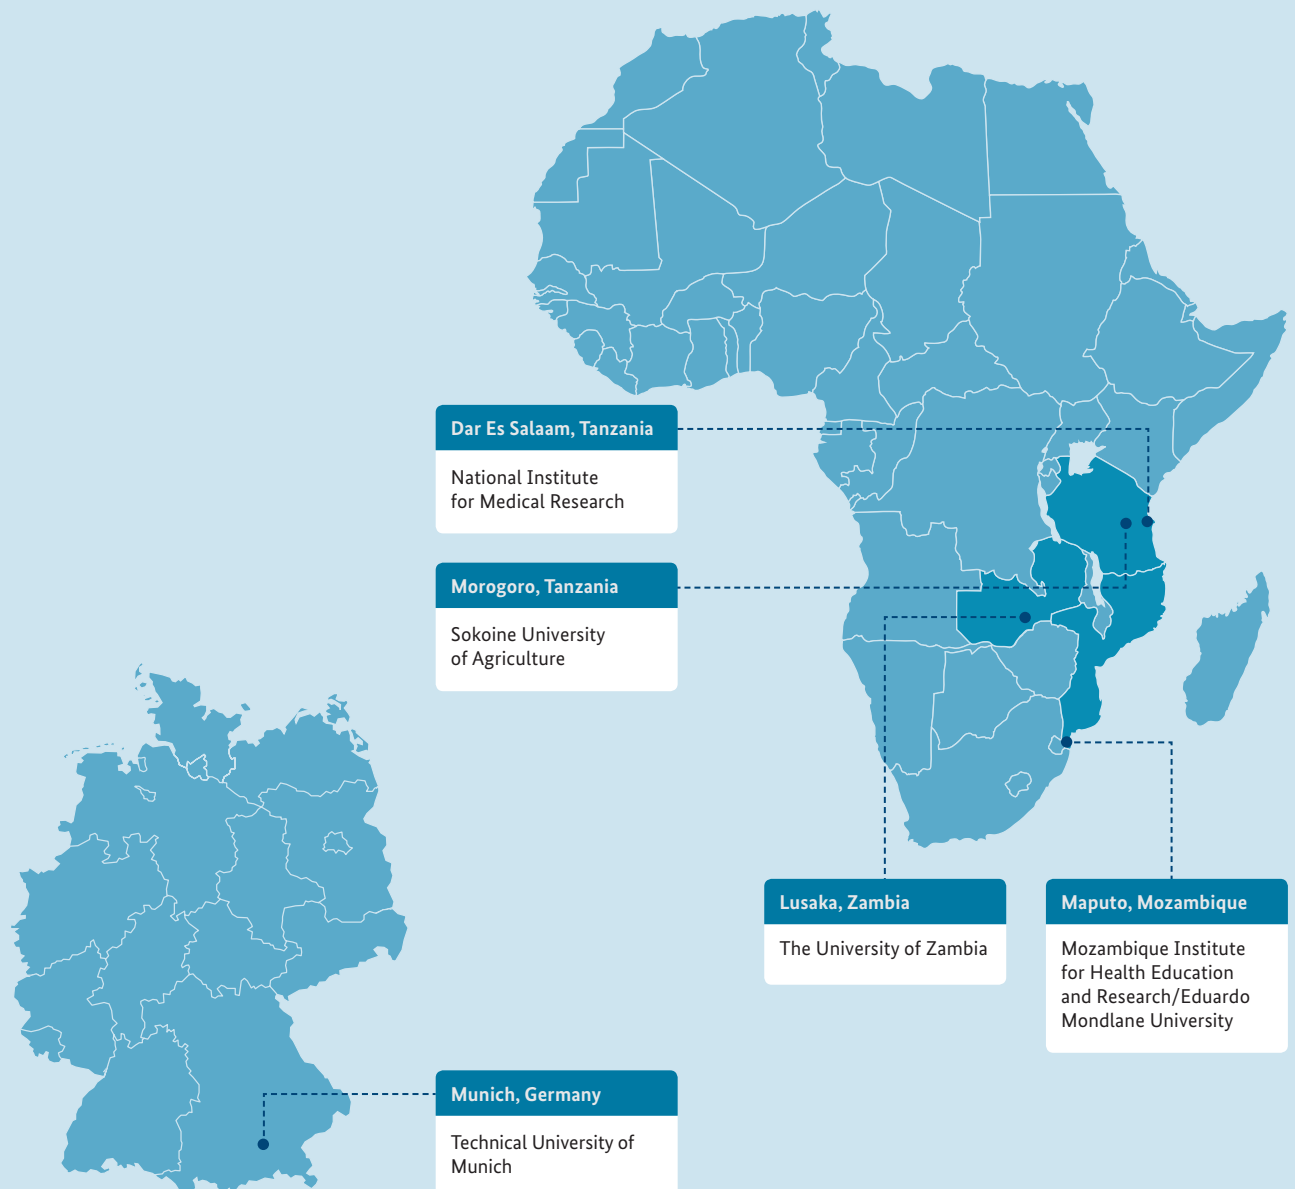 Dar Es Salaam, Tanzania
National Institute
for Medical Research
Morogoro, Tanzania
Sokoine University
of Agriculture
Lusaka, Zambia
The University of Zambia
Maputo, Mozambique
Mozambique Institute
for Health Education
and Research/Eduardo
Mondlane University
Munich, Germany
Technical University of
Munich